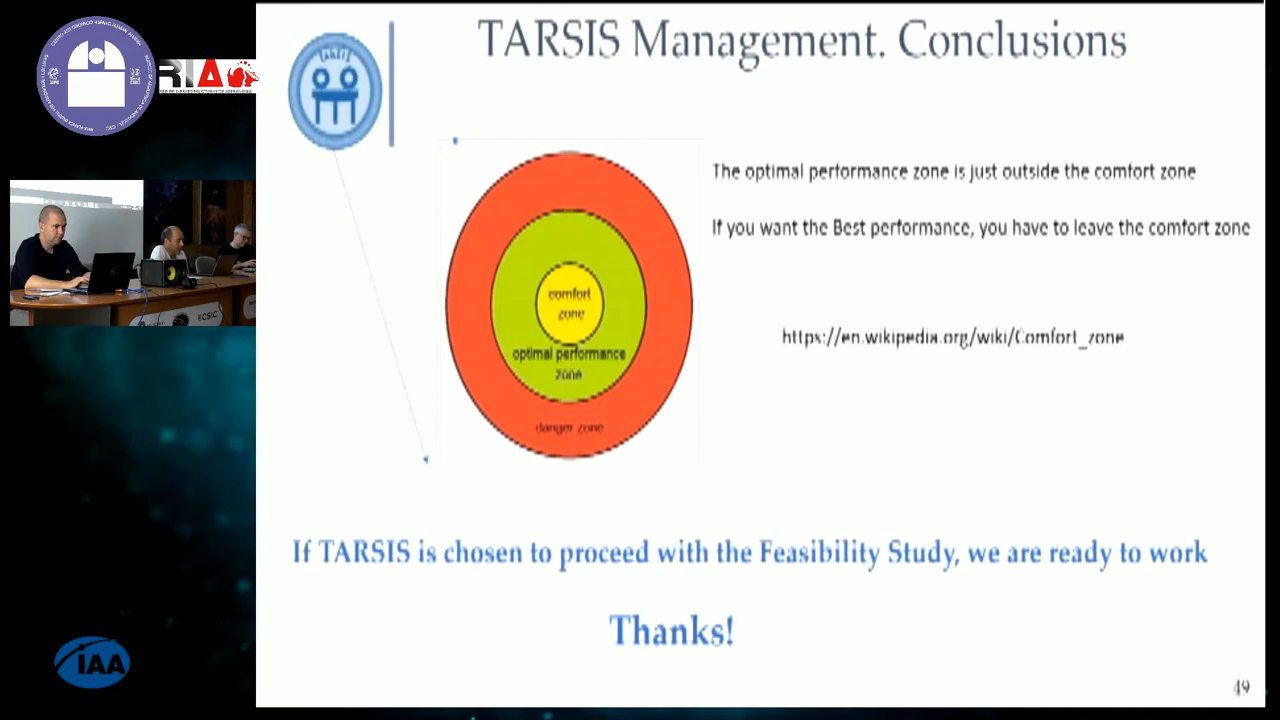 TARSIS Management. Conclusions
TARSIS
RIA
The optimal performance zone is just outside the comfort zone
If you want the Best performance, you have to leave the comfort zone
comfort
zone
https://en.wikipedia.org/wiki/Comfort_zone
optimal performance
zone
danger zone
CSIC
If TARSIS is chosen to proceed with the Feasibility Study, we are ready to work
Thanks!
IAA
49